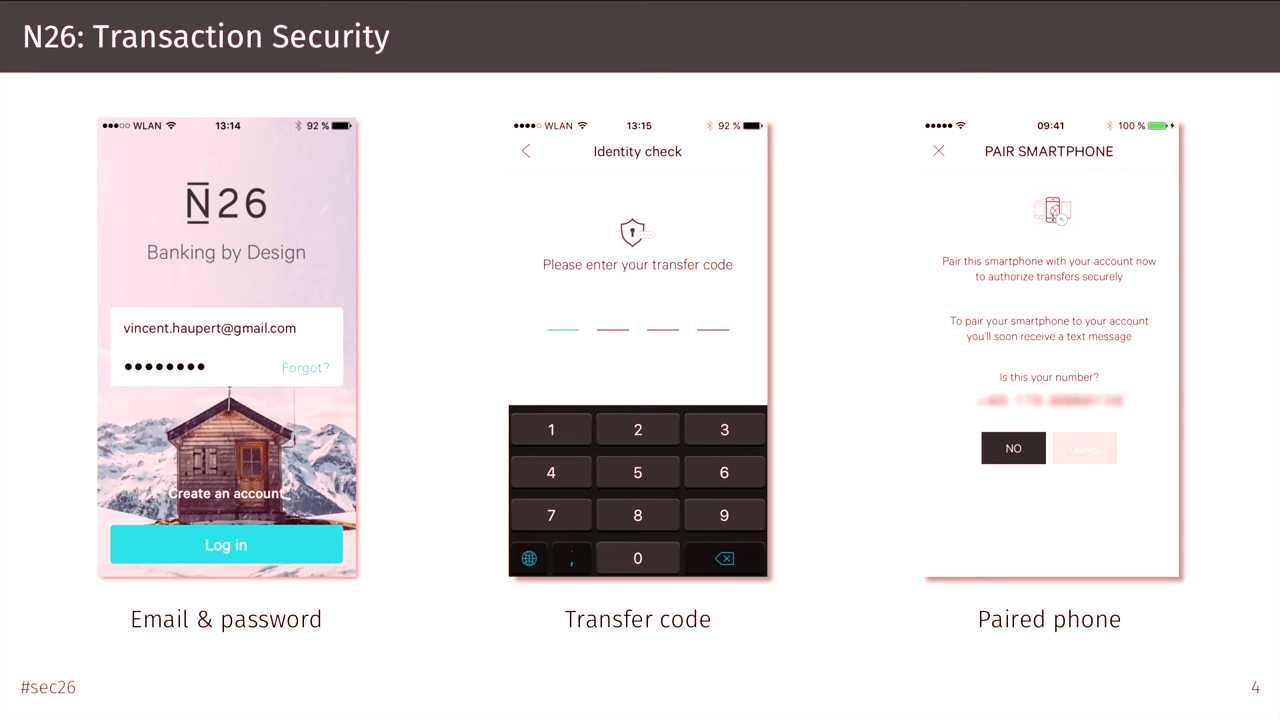 N26: Transaction Security
WLAN 13:14 92 %
N26
Banking by Design
vincent.haupert@gmail.com
Forgot?
Create an account
Log in
Email & password
WLAN 13:15 92 %
Identity check
Please enter your transfer code
1 2 3
4 5 6
7 8 9
, 0
Transfer code
09:41 100 %
PAIR SMARTPHONE
Pair this smartphone with your account now
to authorize transfers securely
To pair your smartphone to your account
you'll soon receive a text message
Is this your number?
NO Loading...
Paired phone
#sec26
4